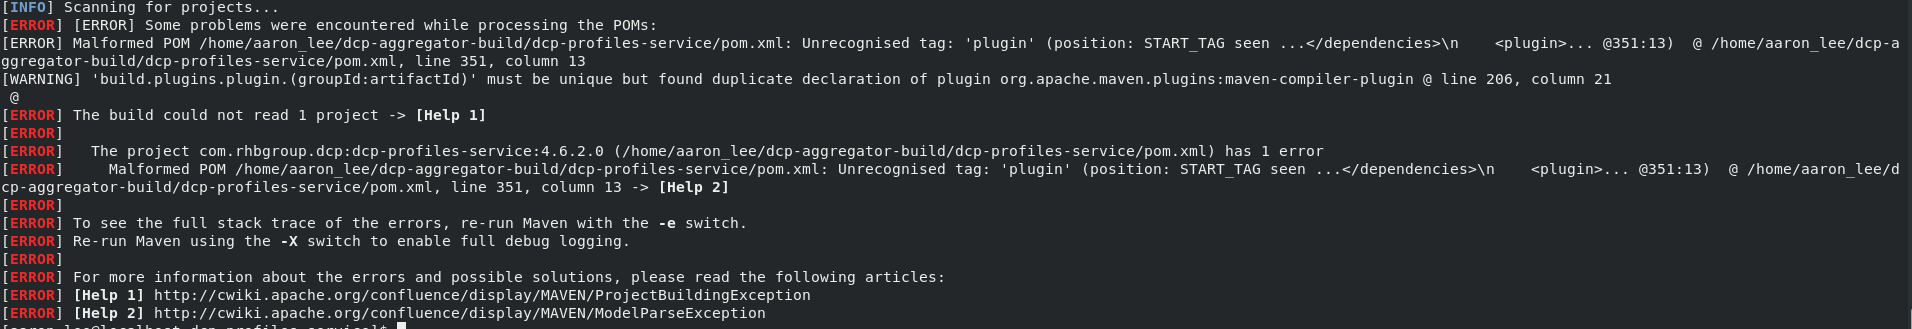 [INFO] Scanning for projects...
[ERROR] [ERROR] Some problems were encountered while processing the POMs:
[ERROR] Malformed POM /home/aaron_lee/dcp-aggregator-build/dcp-profiles-service/pom.xml: Unrecognised tag: 'plugin' (position: START_TAG seen ...</dependencies>\n    <plugin>... @351:13)  @ /home/aaron_lee/dcp-a
ggregator-build/dcp-profiles-service/pom.xml, line 351, column 13
[WARNING] 'build.plugins.plugin.(groupId:artifactId)' must be unique but found duplicate declaration of plugin org.apache.maven.plugins:maven-compiler-plugin @ line 206, column 21
 @
[ERROR] The build could not read 1 project -> [Help 1]
[ERROR]
[ERROR]   The project com.rhbgroup.dcp:dcp-profiles-service:4.6.2.0 (/home/aaron_lee/dcp-aggregator-build/dcp-profiles-service/pom.xml) has 1 error
[ERROR]     Malformed POM /home/aaron_lee/dcp-aggregator-build/dcp-profiles-service/pom.xml: Unrecognised tag: 'plugin' (position: START_TAG seen ...</dependencies>\n    <plugin>... @351:13)  @ /home/aaron_lee/d
cp-aggregator-build/dcp-profiles-service/pom.xml, line 351, column 13 -> [Help 2]
[ERROR]
[ERROR] To see the full stack trace of the errors, re-run Maven with the -e switch.
[ERROR] Re-run Maven using the -X switch to enable full debug logging.
[ERROR]
[ERROR] For more information about the errors and possible solutions, please read the following articles:
[ERROR] [Help 1] http://cwiki.apache.org/confluence/display/MAVEN/ProjectBuildingException
[ERROR] [Help 2] http://cwiki.apache.org/confluence/display/MAVEN/ModelParseException
[aaron_lee@localhost dcp-profiles-service]$